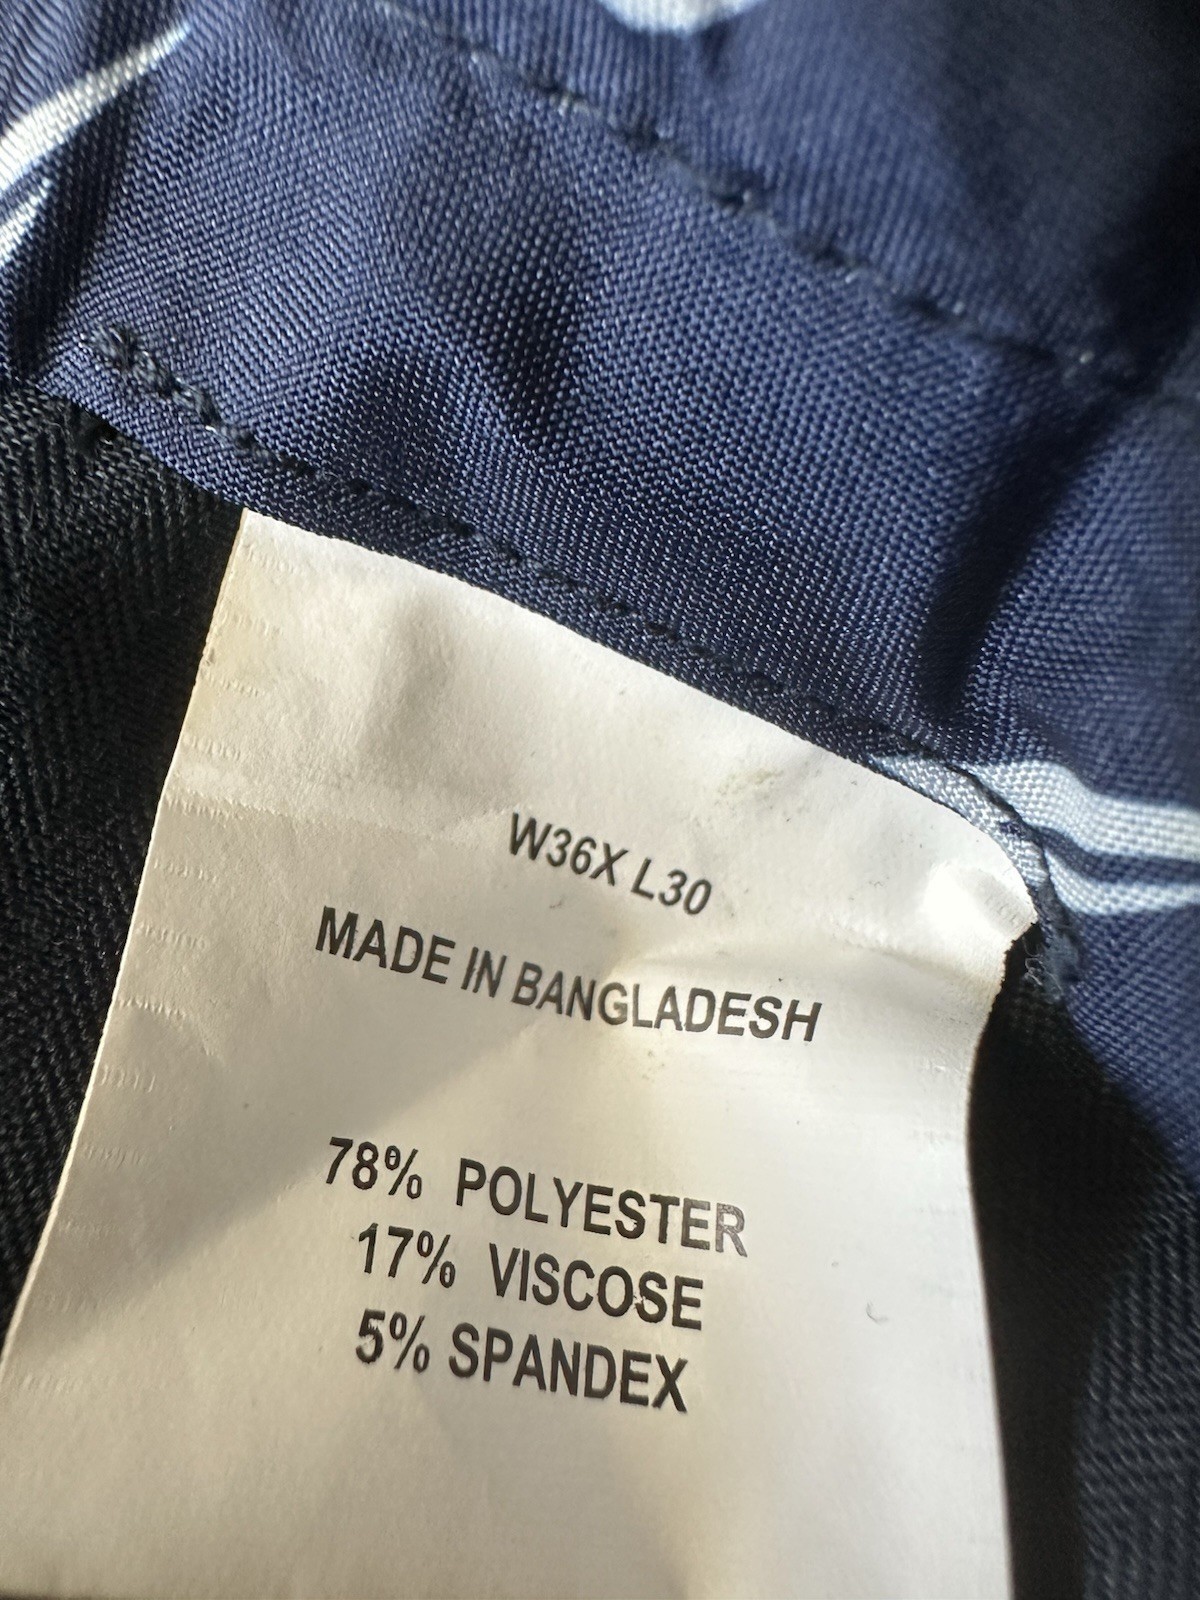 W36X L30
MADE IN BANGLADESH
78% POLYESTER
17% VISCOSE
5% SPANDEX